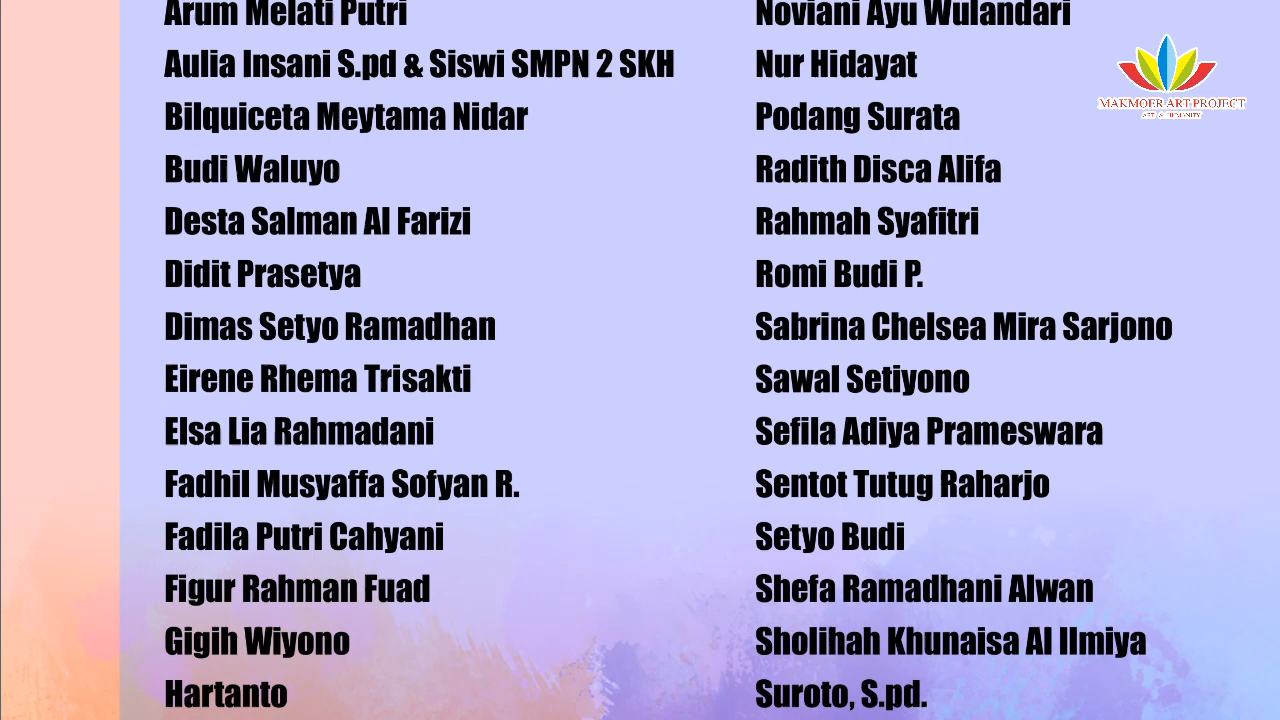 Arum Melati Putri
Aulia Insani S.pd & Siswi SMPN 2 SKH
Bilquiceta Meytama Nidar
Budi Waluyo
Desta Salman Al Farizi
Didit Prasetya
Dimas Setyo Ramadhan
Eirene Rhema Trisakti
Elsa Lia Rahmadani
Fadhil Musyaffa Sofyan R.
Fadila Putri Cahyani
Figur Rahman Fuad
Gigih Wiyono
Hartanto
Noviani Ayu Wulandari
Nur Hidayat
Podang Surata
Radith Disca Alifa
Rahmah Syafitri
Romi Budi P.
Sabrina Chelsea Mira Sarjono
Sawal Setiyono
Sefila Adiya Prameswara
Sentot Tutug Raharjo
Setyo Budi
Shefa Ramadhani Alwan
Sholihah Khunaisa Al Ilmiya
Suroto, S.pd.
MAKMOER ART PROJECT
ART & HUMANITY